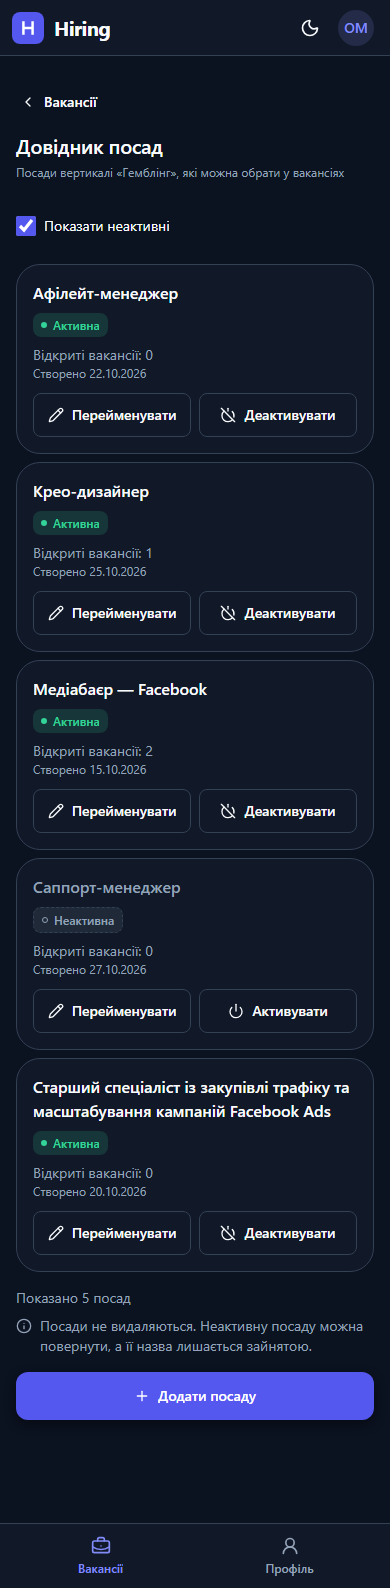 H Hiring OM
Вакансії
Довідник посад
Посади вертикалі «Гемблінг», які можна обрати у вакансіях
Показати неактивні
Афілейт-менеджер
Активна
Відкриті вакансії: 0
Створено 22.10.2026
Перейменувати Деактивувати
Крео-дизайнер
Активна
Відкриті вакансії: 1
Створено 25.10.2026
Перейменувати Деактивувати
Медіабаєр — Facebook
Активна
Відкриті вакансії: 2
Створено 15.10.2026
Перейменувати Деактивувати
Саппорт-менеджер
Неактивна
Відкриті вакансії: 0
Створено 27.10.2026
Перейменувати Активувати
Старший спеціаліст із закупівлі трафіку та
масштабування кампаній Facebook Ads
Активна
Відкриті вакансії: 0
Створено 20.10.2026
Перейменувати Деактивувати
Показано 5 посад
Посади не видаляються. Неактивну посаду можна
повернути, а її назва лишається зайнятою.
Додати посаду
Вакансії Профіль